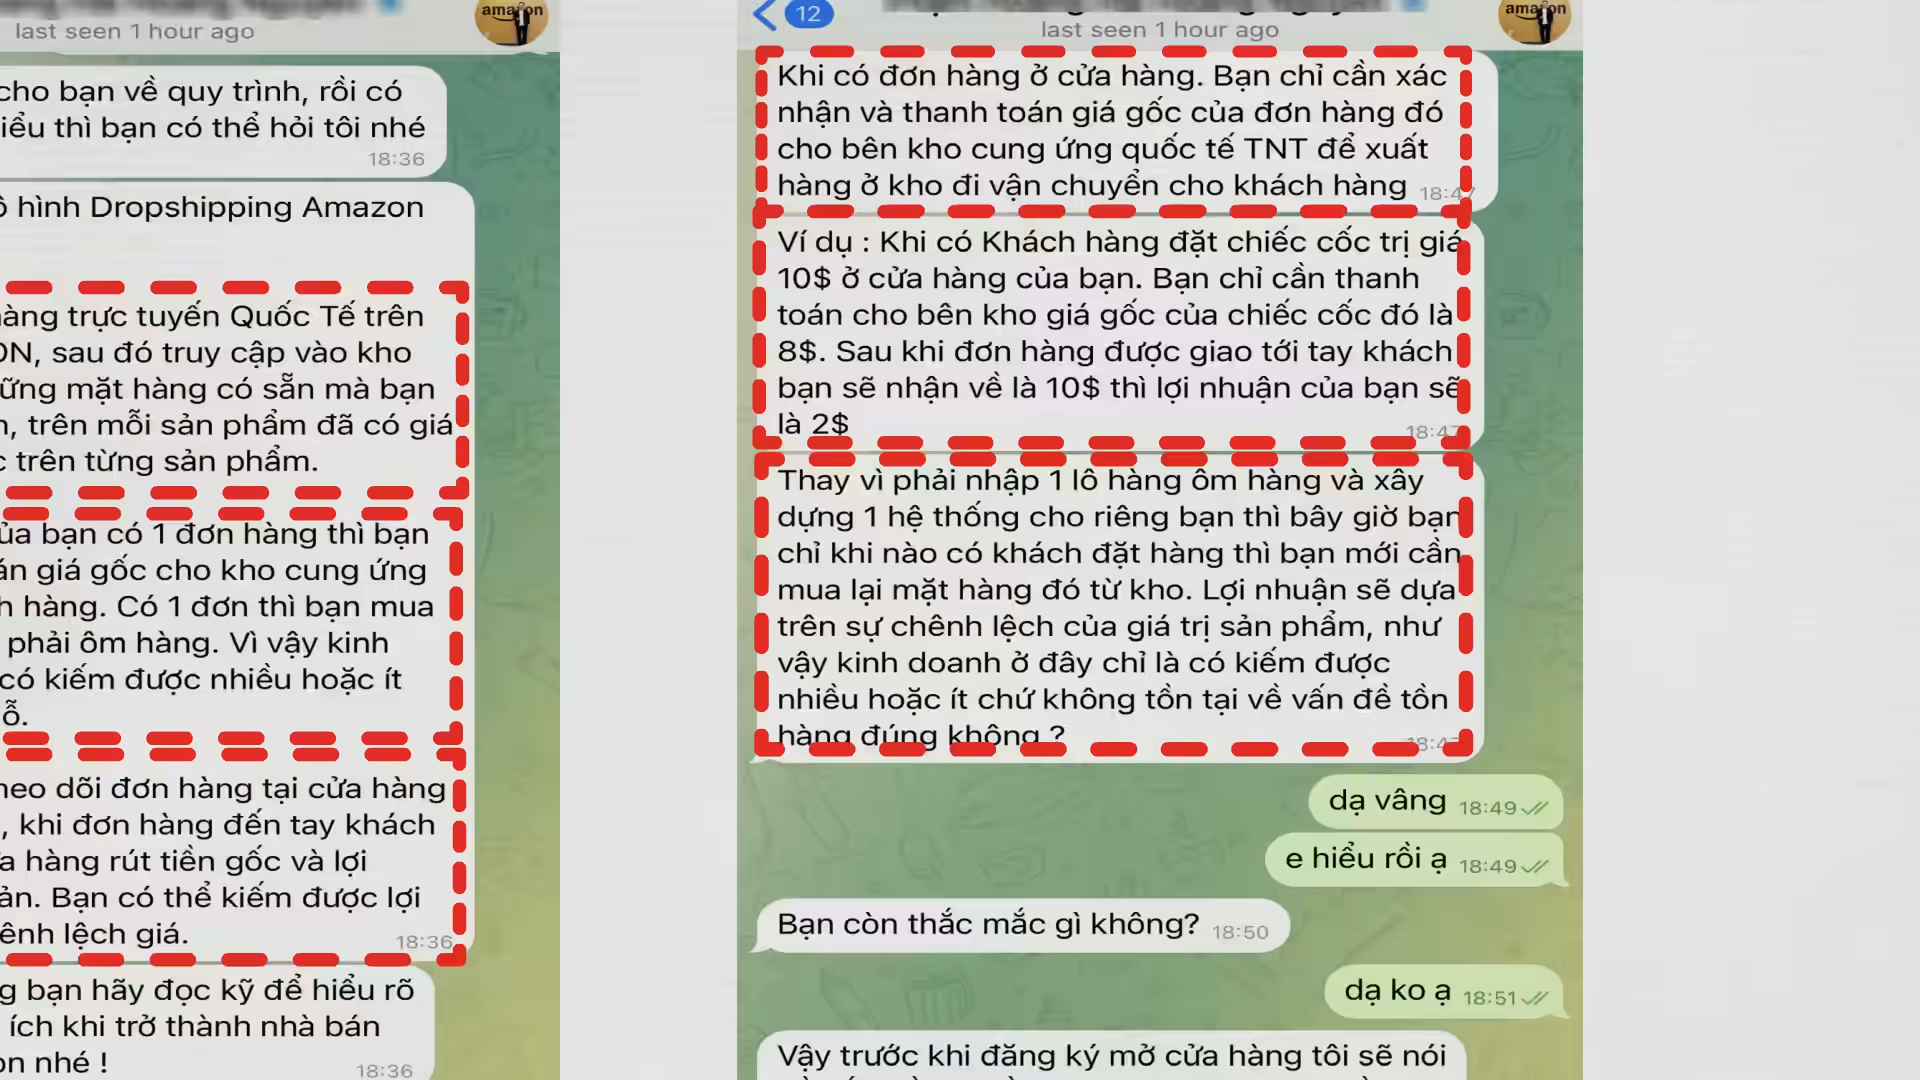 last seen 1 hour ago
amazon
cho bạn về quy trình, rồi có
iểu thì bạn có thể hỏi tôi nhé
18:36
hình Dropshipping Amazon
àng trực tuyến Quốc Tế trên
ON, sau đó truy cập vào kho
ững mặt hàng có sẵn mà bạn
, trên mỗi sản phẩm đã có giá
c trên từng sản phẩm.
ủa bạn có 1 đơn hàng thì bạn
án giá gốc cho kho cung ứng
h hàng. Có 1 đơn thì bạn mua
phải ôm hàng. Vì vậy kinh
có kiếm được nhiều hoặc ít
ỗ.
heo dõi đơn hàng tại cửa hàng
, khi đơn hàng đến tay khách
a hàng rút tiền gốc và lợi
ản. Bạn có thể kiếm được lợi
ênh lệch giá.
18:36
g bạn hãy đọc kỹ để hiểu rõ
ích khi trở thành nhà bán
on nhé !
18:36
12
last seen 1 hour ago
amazon
Khi có đơn hàng ở cửa hàng. Bạn chỉ cần xác
nhận và thanh toán giá gốc của đơn hàng đó
cho bên kho cung ứng quốc tế TNT để xuất
hàng ở kho đi vận chuyển cho khách hàng 18:47
Ví dụ : Khi có Khách hàng đặt chiếc cốc trị giá
10$ ở cửa hàng của bạn. Bạn chỉ cần thanh
toán cho bên kho giá gốc của chiếc cốc đó là
8$. Sau khi đơn hàng được giao tới tay khách
bạn sẽ nhận về là 10$ thì lợi nhuận của bạn sẽ
là 2$ 18:47
Thay vì phải nhập 1 lô hàng ôm hàng và xây
dựng 1 hệ thống cho riêng bạn thì bây giờ bạn
chỉ khi nào có khách đặt hàng thì bạn mới cần
mua lại mặt hàng đó từ kho. Lợi nhuận sẽ dựa
trên sự chênh lệch của giá trị sản phẩm, như
vậy kinh doanh ở đây chỉ là có kiếm được
nhiều hoặc ít chứ không tồn tại về vấn đề tồn
hàng đúng không ? 18:47
dạ vâng 18:49
e hiểu rồi ạ 18:49
Bạn còn thắc mắc gì không? 18:50
dạ ko ạ 18:51
Vậy trước khi đăng ký mở cửa hàng tôi sẽ nói